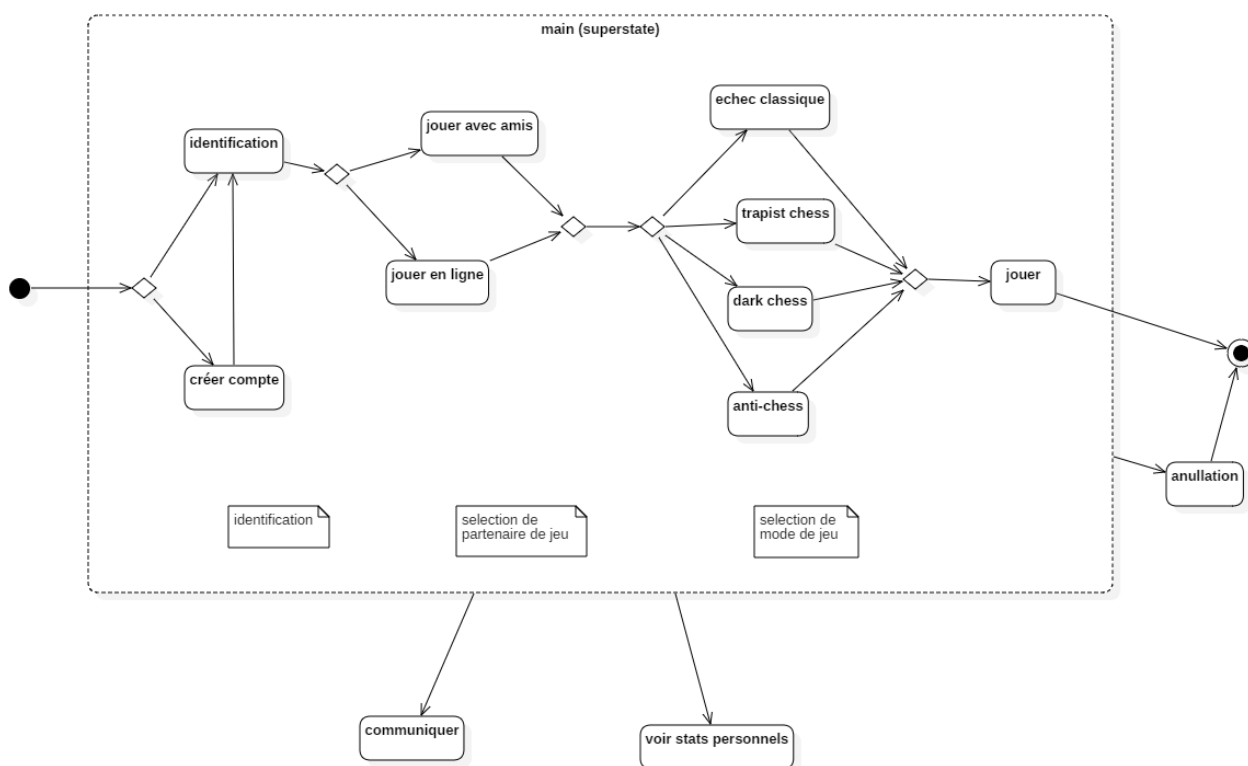 main (superstate)
echec classique
jouer avec amis
identification
trapist chess
jouer en ligne
jouer
dark chess
créer compte
anti-chess
anullation
identification
selection de
partenaire de jeu
selection de
mode de jeu
communiquer
voir stats personnels